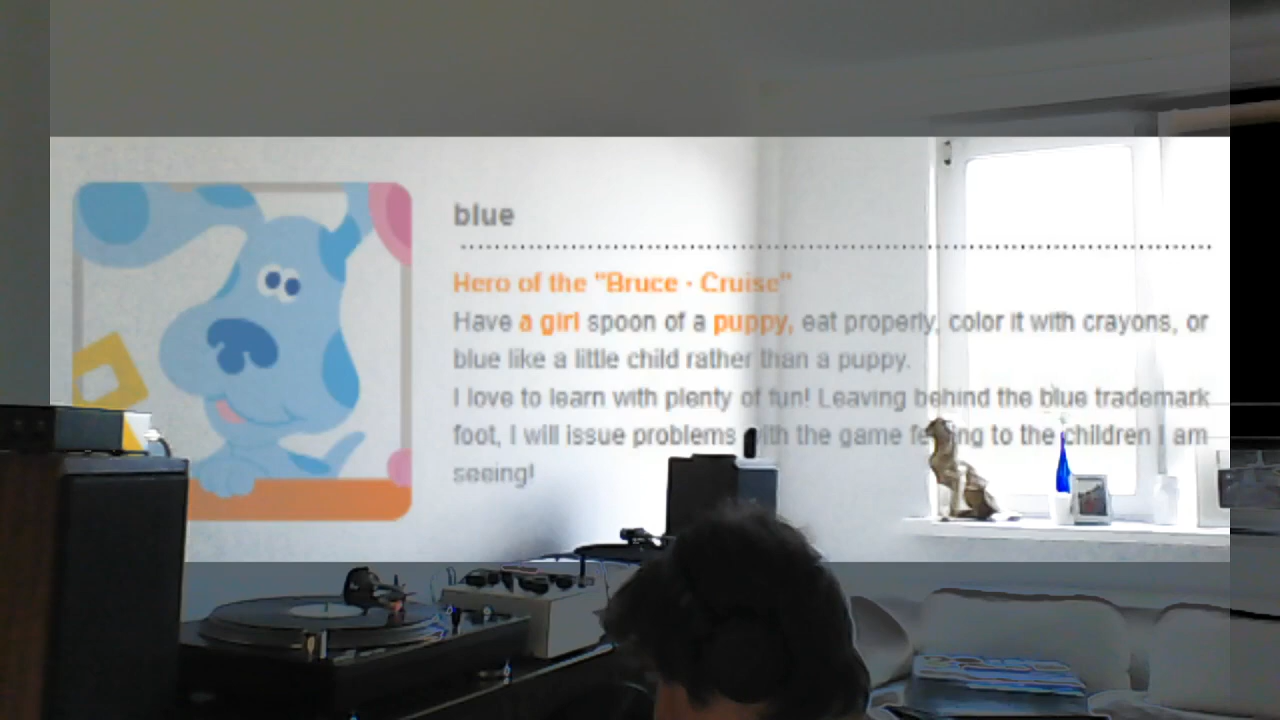 blue
Hero of the "Bruce · Cruise"
Have a girl spoon of a puppy, eat properly, color it with crayons, or
blue like a little child rather than a puppy.
I love to learn with plenty of fun! Leaving behind the blue trademark
foot, I will issue problems with the game feeling to the children I am
seeing!